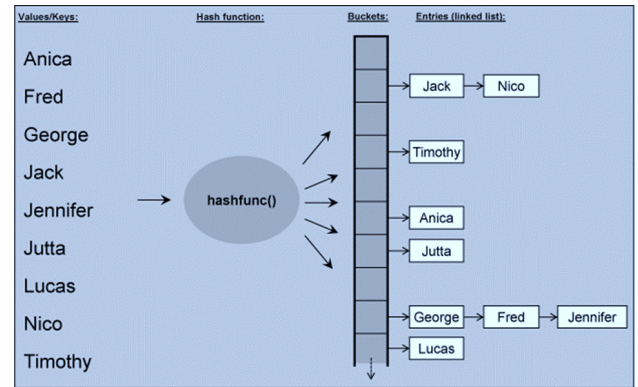 Values/Keys: Hash function: Buckets: Entries (linked list):
Anica
Fred
George
Jack
Jennifer
Jutta
Lucas
Nico
Timothy
hashfunc()
Jack Nico
Timothy
Anica
Jutta
George Fred Jennifer
Lucas